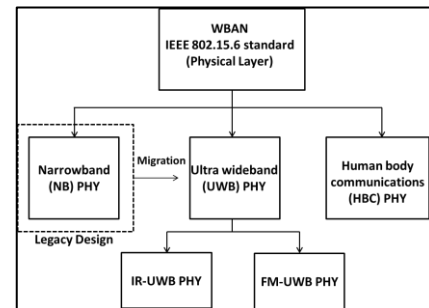 WBAN
IEEE 802.15.6 standard
(Physical Layer)
Narrowband
(NB) PHY
Migration
Ultra wideband
(UWB) PHY
Human body
communications
(HBC) PHY
Legacy Design
IR-UWB PHY
FM-UWB PHY